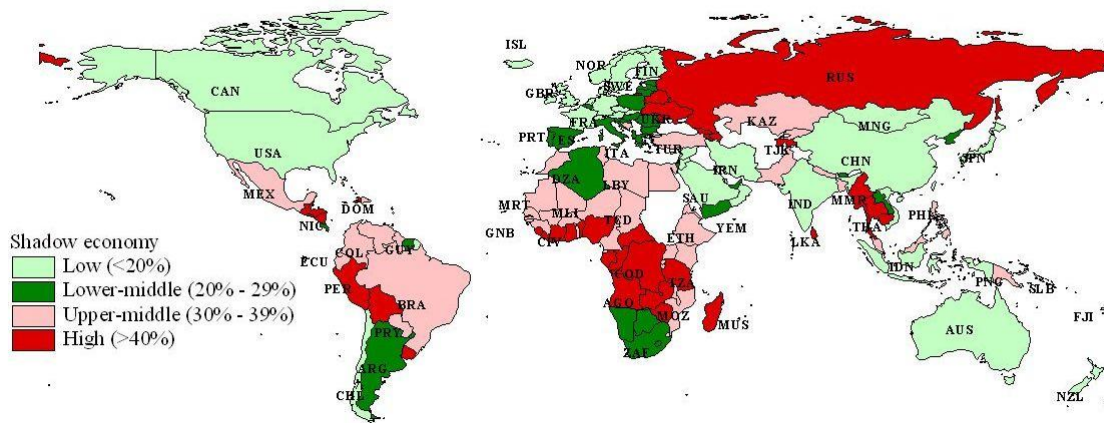 ISL
NOR
FIN
SWE
RUS
CAN
GBR
UKR
KAZ
FRA
MNG
PRT
ES
ITA
TUR
TJK
JPN
USA
CHN
IRN
DZA
LBY
MEX
SAU
IND
MMR
DOM
MRT
MLI
TCD
PHL
NIC
GNB
CIV
ETH
YEM
THA
LKA
Shadow economy
GUY
COL
ECU
Low (<20%)
COD
IDN
TZA
PNG
SLB
Lower-middle (20% - 29%)
PER
BRA
Upper-middle (30% - 39%)
AGO
MOZ
MUS
FJI
High (>40%)
PRY
AUS
ZAF
ARG
CHE
NZL